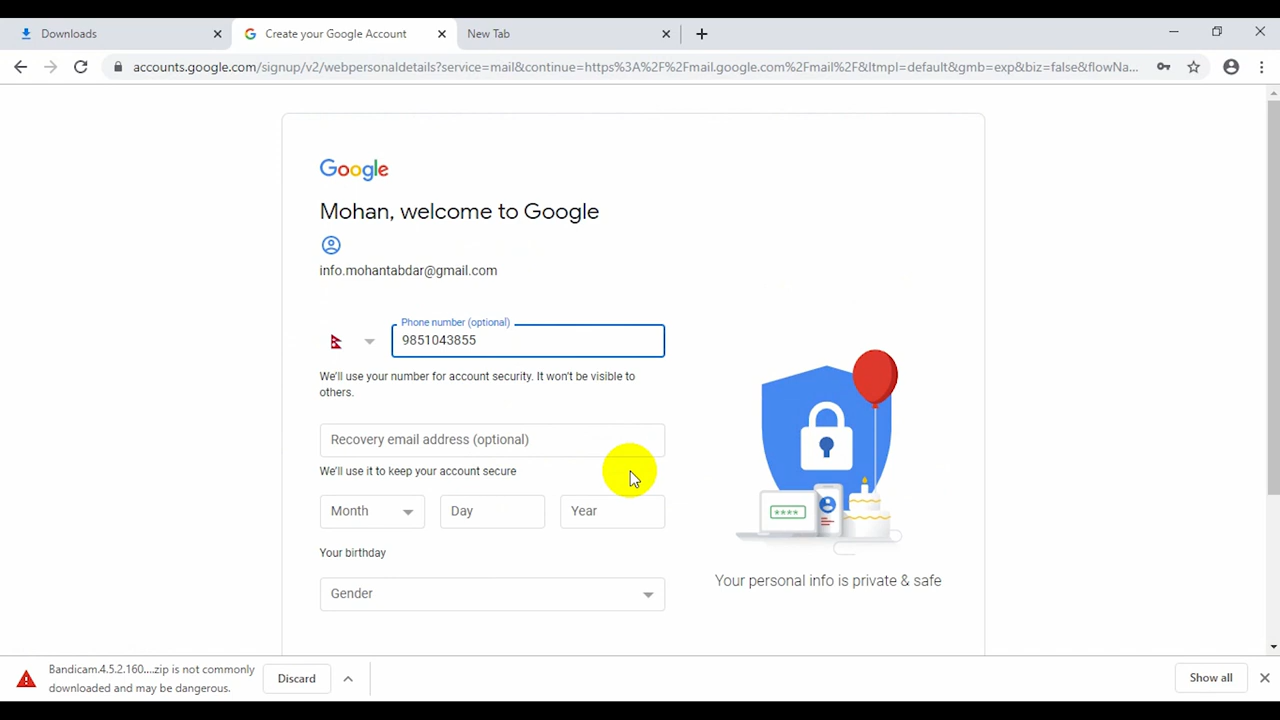 Downloads
Create your Google Account
New Tab
accounts.google.com/signup/v2/webpersonaldetails?service=mail&continue=https%3A%2F%2Fmail.google.com%2Fmail%2F&ltmpl=default&gmb=exp&biz=false&flowNa...
Google
Mohan, welcome to Google
info.mohantabdar@gmail.com
Phone number (optional)
9851043855
We'll use your number for account security. It won't be visible to
others.
Recovery email address (optional)
We'll use it to keep your account secure
Month Day Year
Your birthday
Gender
****
Your personal info is private & safe
Bandicam.4.5.2.160....zip is not commonly
downloaded and may be dangerous.
Discard
Show all